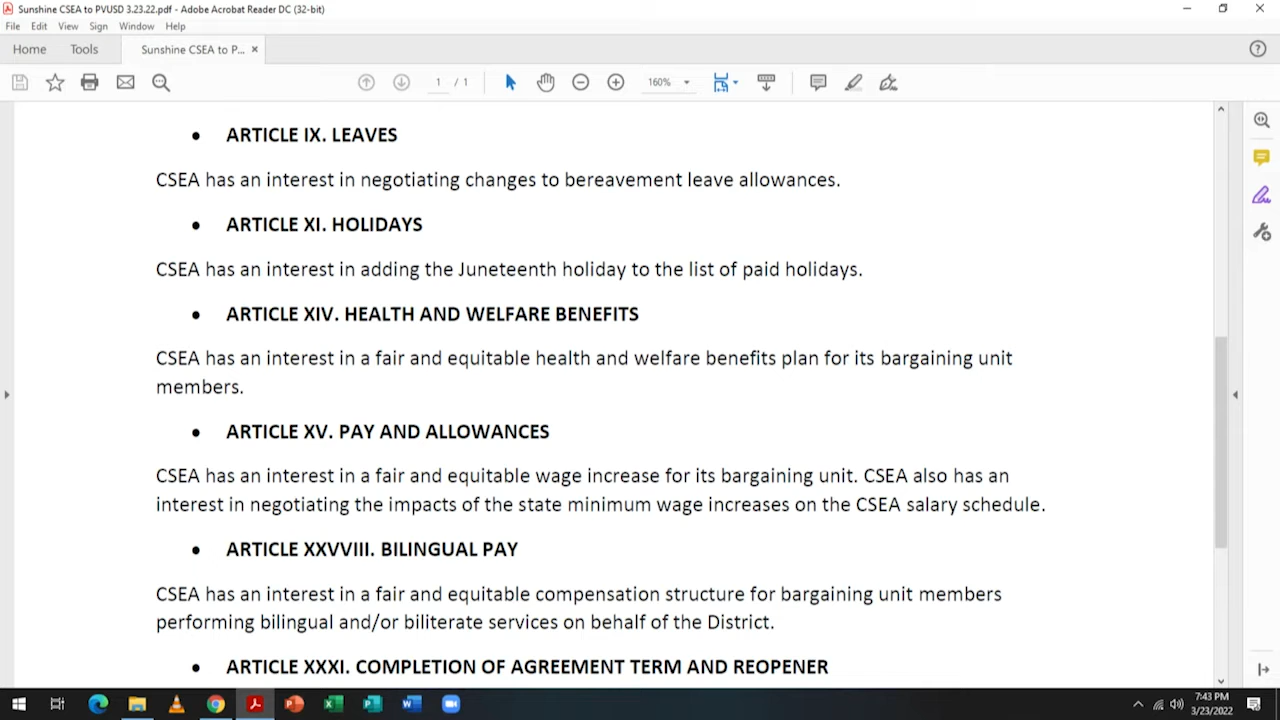 Sunshine CSEA to PVUSD 3.23.22.pdf - Adobe Acrobat Reader DC (32-bit)
File Edit View Sign Window Help
Home Tools Sunshine CSEA to P... ×
1 / 1 160%
• ARTICLE IX. LEAVES
CSEA has an interest in negotiating changes to bereavement leave allowances.
• ARTICLE XI. HOLIDAYS
CSEA has an interest in adding the Juneteenth holiday to the list of paid holidays.
• ARTICLE XIV. HEALTH AND WELFARE BENEFITS
CSEA has an interest in a fair and equitable health and welfare benefits plan for its bargaining unit
members.
• ARTICLE XV. PAY AND ALLOWANCES
CSEA has an interest in a fair and equitable wage increase for its bargaining unit. CSEA also has an
interest in negotiating the impacts of the state minimum wage increases on the CSEA salary schedule.
• ARTICLE XXVVIII. BILINGUAL PAY
CSEA has an interest in a fair and equitable compensation structure for bargaining unit members
performing bilingual and/or biliterate services on behalf of the District.
• ARTICLE XXXI. COMPLETION OF AGREEMENT TERM AND REOPENER
7:43 PM
3/23/2022